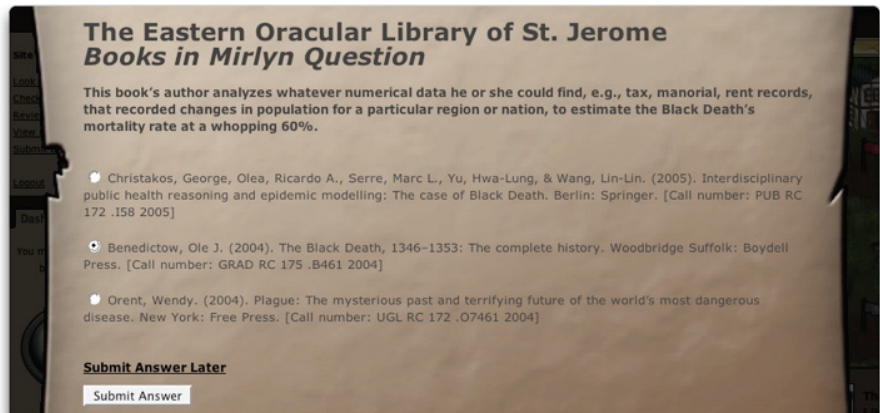 The Eastern Oracular Library of St. Jerome
Books in Mirlyn Question
This book's author analyzes whatever numerical data he or she could find, e.g., tax, manorial, rent records,
that recorded changes in population for a particular region or nation, to estimate the Black Death's
mortality rate at a whopping 60%.
Christakos, George, Olea, Ricardo A., Serre, Marc L., Yu, Hwa-Lung, & Wang, Lin-Lin. (2005). Interdisciplinary
public health reasoning and epidemic modelling: The case of Black Death. Berlin: Springer. [Call number: PUB RC
172 .I58 2005]
Benedictow, Ole J. (2004). The Black Death, 1346–1353: The complete history. Woodbridge Suffolk: Boydell
Press. [Call number: GRAD RC 175 .B461 2004]
Orent, Wendy. (2004). Plague: The mysterious past and terrifying future of the world's most dangerous
disease. New York: Free Press. [Call number: UGL RC 172 .O7461 2004]
Submit Answer Later
Submit Answer
Site
Logout
Dash